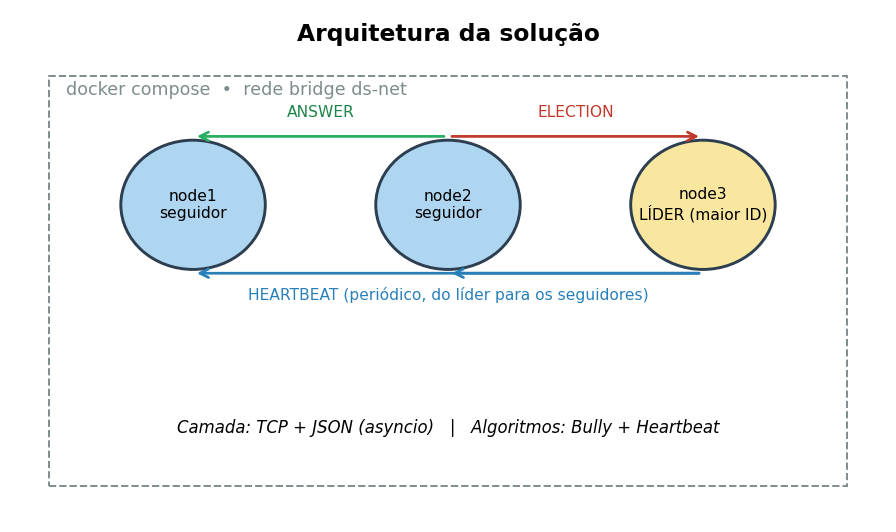 Arquitetura da solução
docker compose • rede bridge ds-net
ANSWER
ELECTION
node1
seguidor
node2
seguidor
node3
LÍDER (maior ID)
HEARTBEAT (periódico, do líder para os seguidores)
Camada: TCP + JSON (asyncio) | Algoritmos: Bully + Heartbeat